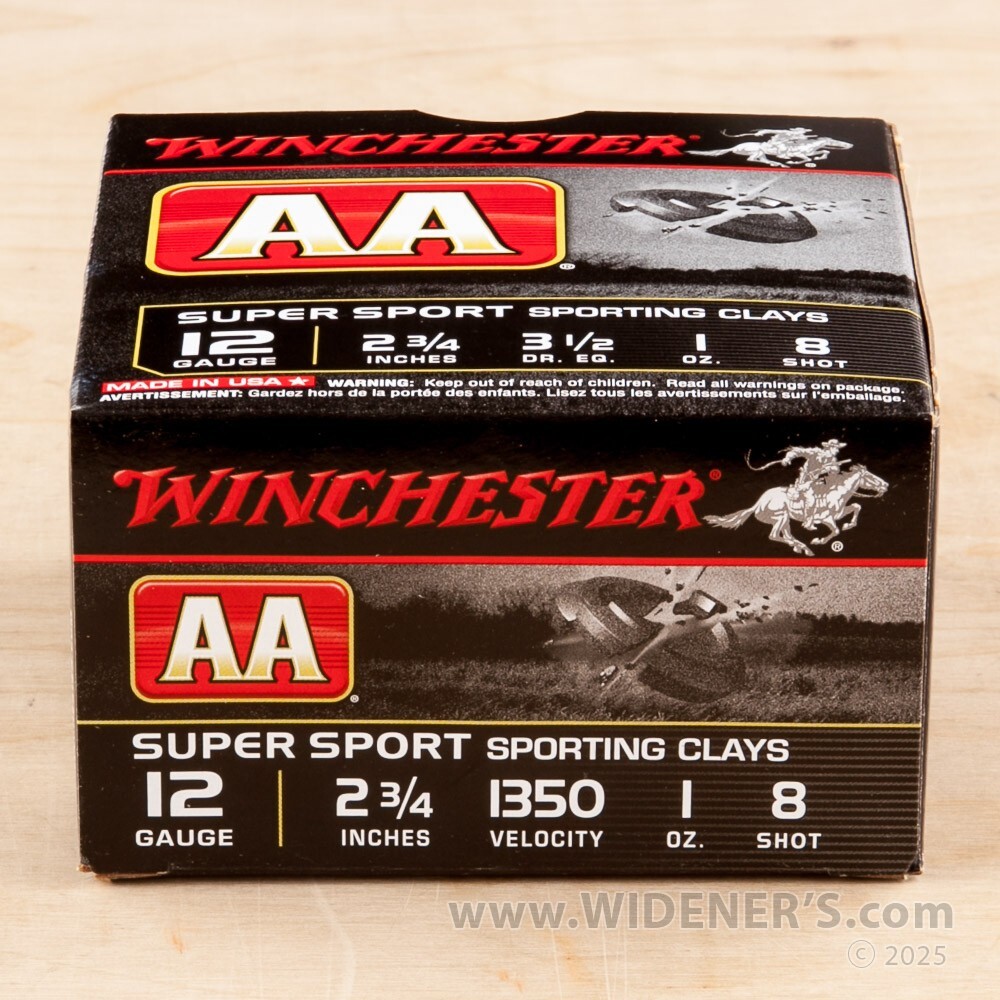 WINCHESTER
AA®
SUPER SPORT SPORTING CLAYS
12 2 3/4 3 1/2 1 8
GAUGE INCHES DR. EQ. OZ. SHOT
MADE IN USA ★ WARNING: Keep out of reach of children. Read all warnings on package.
AVERTISSEMENT: Gardez hors de la portée des enfants. Lisez tous les avertissements sur l'emballage.
WINCHESTER® ®
AA®
SUPER SPORT SPORTING CLAYS
12 2 3/4 1350 1 8
GAUGE INCHES VELOCITY OZ. SHOT
www.WIDENER'S.com
© 2025